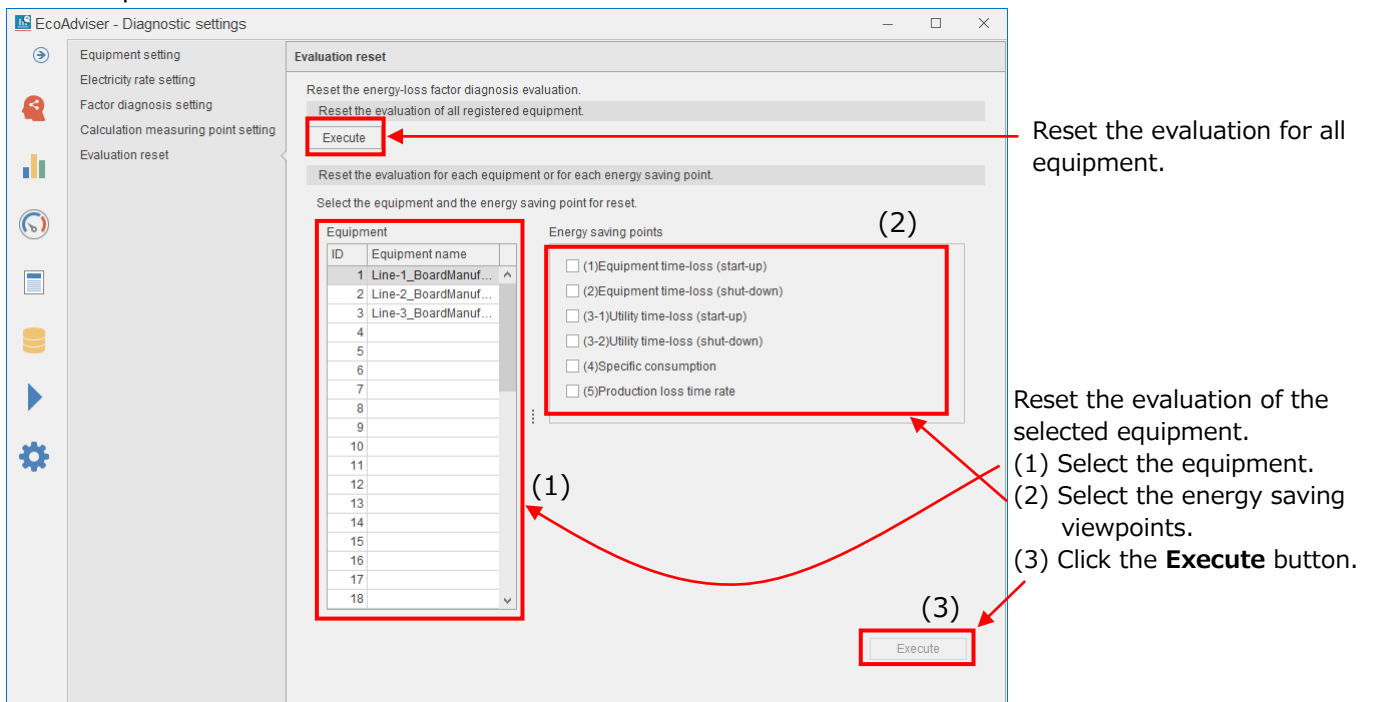 EcoAdviser - Diagnostic settings
Equipment setting
Electricity rate setting
Factor diagnosis setting
Calculation measuring point setting
Evaluation reset
Evaluation reset
Reset the energy-loss factor diagnosis evaluation.
Reset the evaluation of all registered equipment.
Execute
Reset the evaluation for all
equipment.
Reset the evaluation for each equipment or for each energy saving point.
Select the equipment and the energy saving point for reset.
Equipment
ID Equipment name
1 Line-1_BoardManuf...
2 Line-2_BoardManuf...
3 Line-3_BoardManuf...
4
5
6
7
8
9
10
11
12
13
14
15
16
17
18
(1)
Energy saving points
(2)
(1)Equipment time-loss (start-up)
(2)Equipment time-loss (shut-down)
(3-1)Utility time-loss (start-up)
(3-2)Utility time-loss (shut-down)
(4)Specific consumption
(5)Production loss time rate
Reset the evaluation of the
selected equipment.
(1) Select the equipment.
(2) Select the energy saving
viewpoints.
(3) Click the Execute button.
(3)
Execute